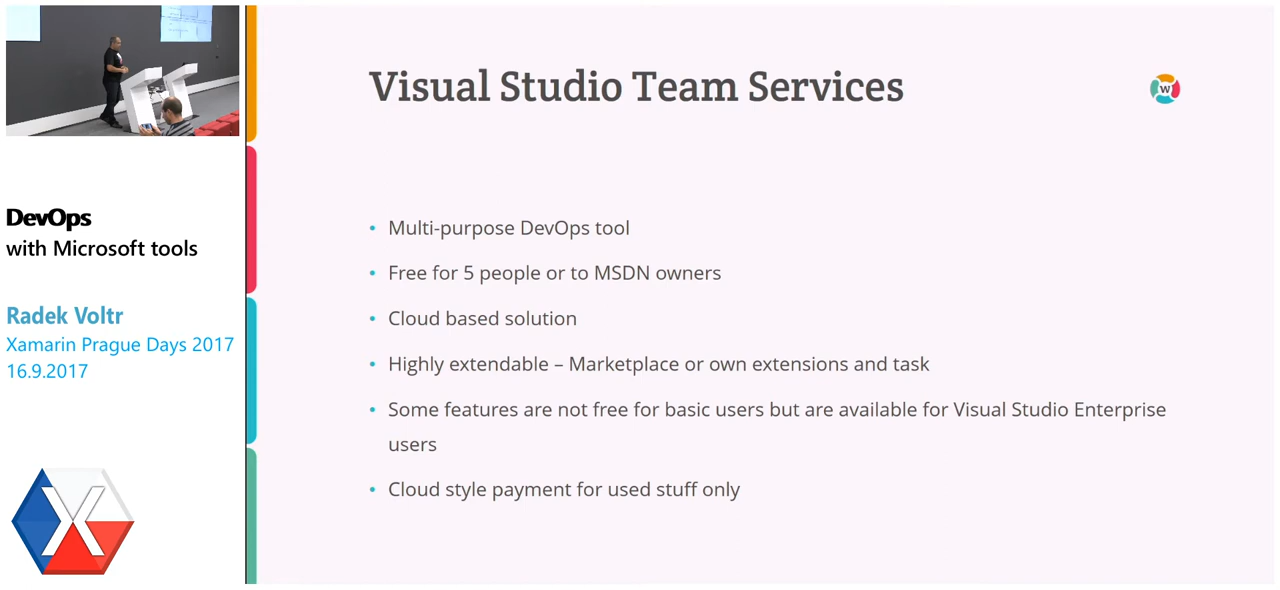 DevOps
with Microsoft tools
Radek Voltr
Xamarin Prague Days 2017
16.9.2017
X
Visual Studio Team Services
W
• Multi-purpose DevOps tool
• Free for 5 people or to MSDN owners
• Cloud based solution
• Highly extendable – Marketplace or own extensions and task
• Some features are not free for basic users but are available for Visual Studio Enterprise
users
• Cloud style payment for used stuff only